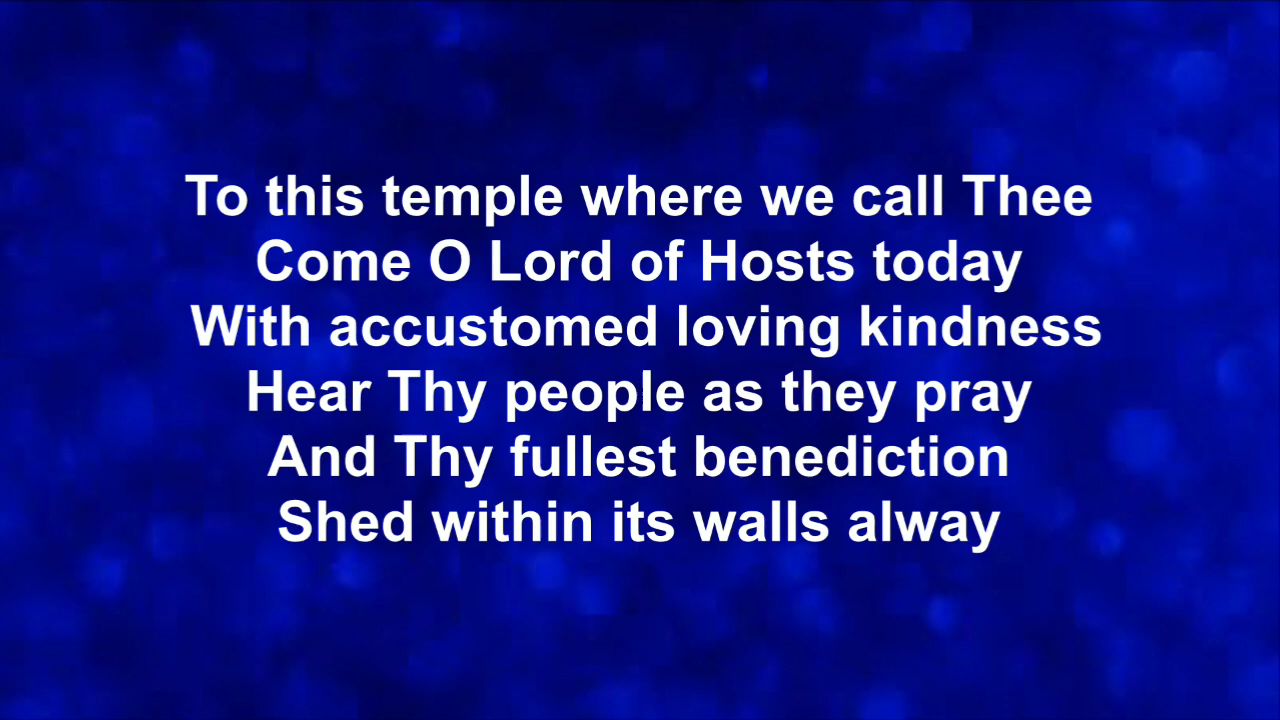 To this temple where we call Thee
Come O Lord of Hosts today
With accustomed loving kindness
Hear Thy people as they pray
And Thy fullest benediction
Shed within its walls alway